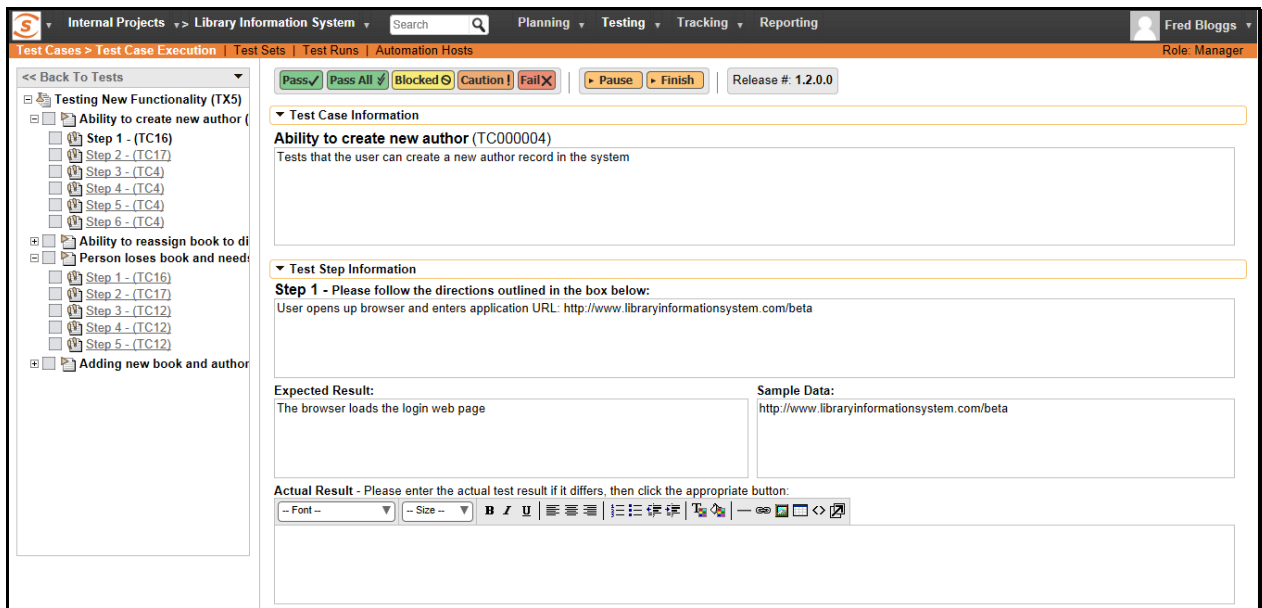 Internal Projects > Library Information System Search Planning Testing Tracking Reporting Fred Bloggs
Test Cases > Test Case Execution | Test Sets | Test Runs | Automation Hosts Role: Manager
<< Back To Tests
Testing New Functionality (TX5)
Ability to create new author (
Step 1 - (TC16)
Step 2 - (TC17)
Step 3 - (TC4)
Step 4 - (TC4)
Step 5 - (TC4)
Step 6 - (TC4)
Ability to reassign book to di
Person loses book and needs
Step 1 - (TC16)
Step 2 - (TC17)
Step 3 - (TC12)
Step 4 - (TC12)
Step 5 - (TC12)
Adding new book and author
Pass Pass All Blocked Caution Fail Pause Finish Release #: 1.2.0.0
Test Case Information
Ability to create new author (TC000004)
Tests that the user can create a new author record in the system
Test Step Information
Step 1 - Please follow the directions outlined in the box below:
User opens up browser and enters application URL: http://www.libraryinformationsystem.com/beta
Expected Result: Sample Data:
The browser loads the login web page http://www.libraryinformationsystem.com/beta
Actual Result - Please enter the actual test result if it differs, then click the appropriate button:
-- Font -- -- Size -- B I U